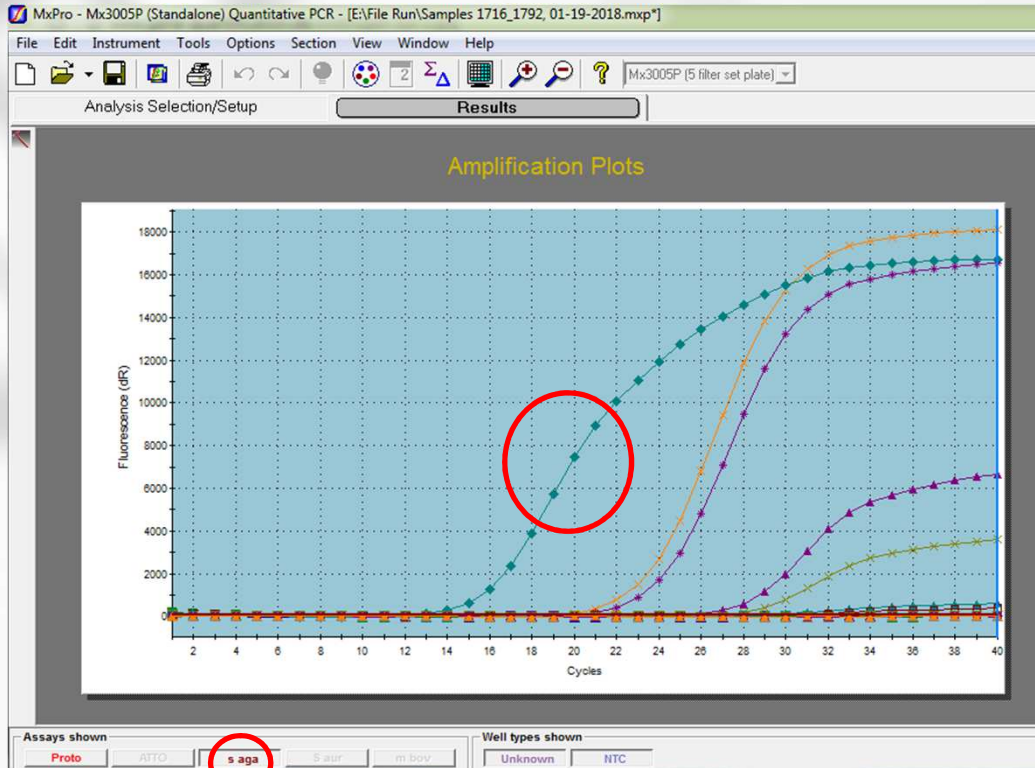 MxPro - Mx3005P (Standalone) Quantitative PCR - [E:\File Run\Samples 1716_1792, 01-19-2018.mxp*]
File Edit Instrument Tools Options Section View Window Help
2 Σ Δ ? Mx3005P (5 filter set plate)
Analysis Selection/Setup Results
Amplification Plots
18000
16000
14000
12000
10000
8000
6000
4000
2000
0
Fluorescence (dR)
2 4 6 8 10 12 14 16 18 20 22 24 26 28 30 32 34 36 38 40
Cycles
Assays shown Well types shown
Proto ATTO s aga S aur m bov Unknown NTC